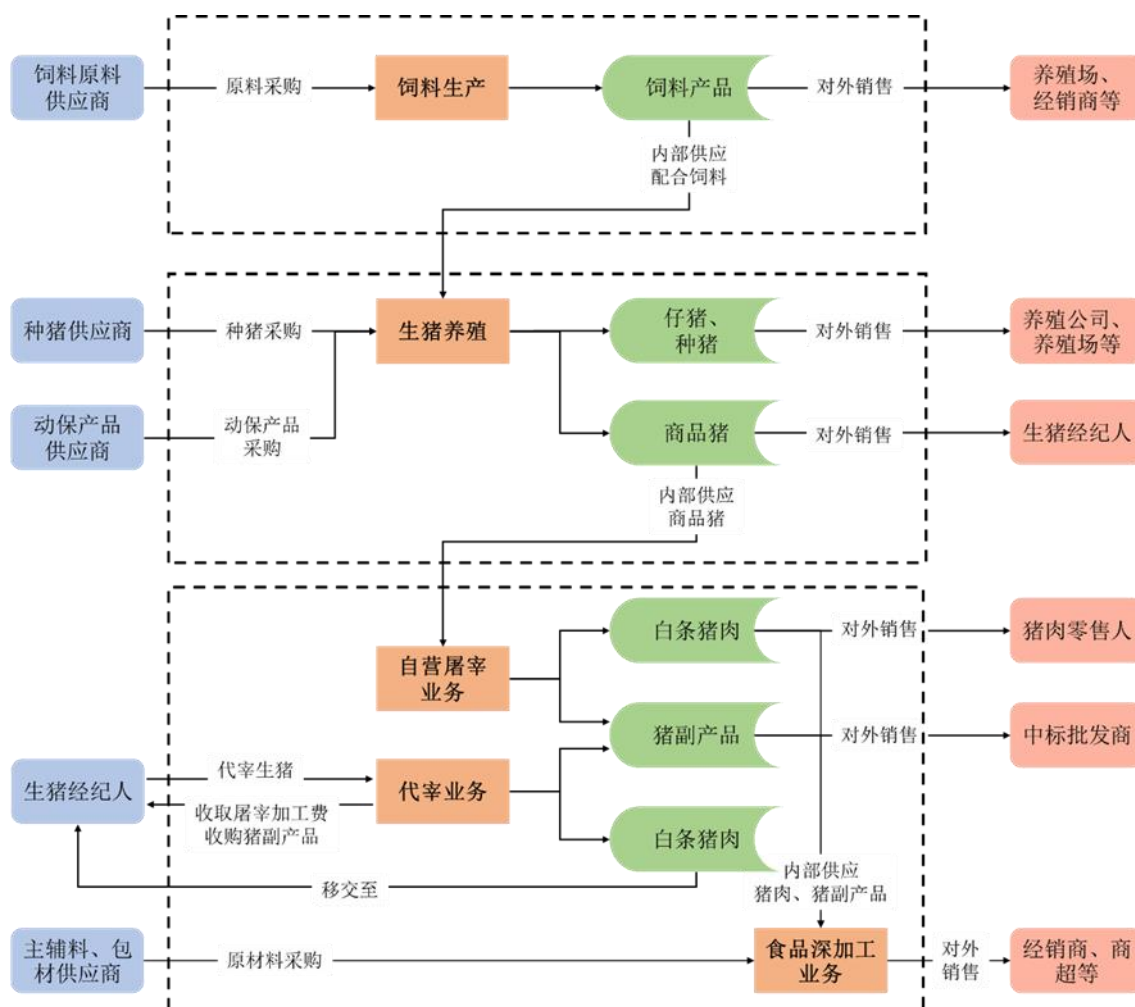 饲料原料
供应商
原料采购
饲料生产
饲料产品
对外销售
养殖场、
经销商等
内部供应
配合饲料
种猪供应商
种猪采购
生猪养殖
仔猪、
种猪
对外销售
养殖公司、
养殖场等
动保产品
供应商
动保产品
采购
商品猪
对外销售
生猪经纪人
内部供应
商品猪
自营屠宰
业务
白条猪肉
对外销售
猪肉零售人
猪副产品
对外销售
中标批发商
生猪经纪人
代宰生猪
收取屠宰加工费
收购猪副产品
代宰业务
白条猪肉
移交至
内部供应
猪肉、猪副产品
主辅料、包
材供应商
原材料采购
食品深加工
业务
对外
销售
经销商、商
超等